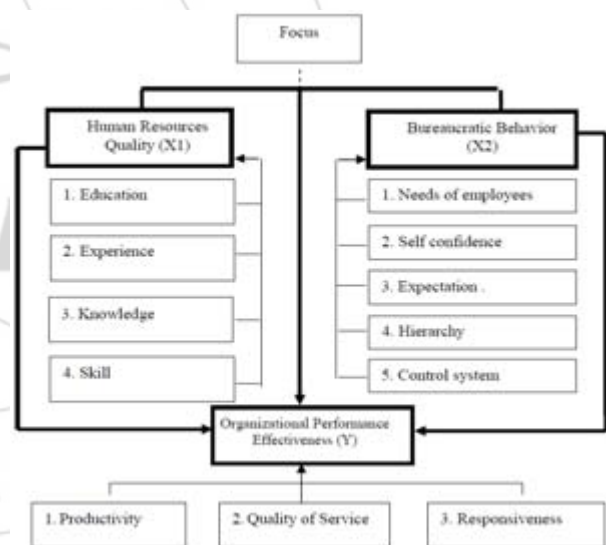 Focus
Human Resources
Quality (X1)
1. Education
2. Experience
3. Knowledge
4. Skill
Bureaucratic Behavior
(X2)
1. Needs of employees
2. Self confidence
3. Expectation .
4. Hierarchy
5. Control system
Organizational Performance
Effectiveness (Y)
1. Productivity
2. Quality of Service
3. Responsiveness